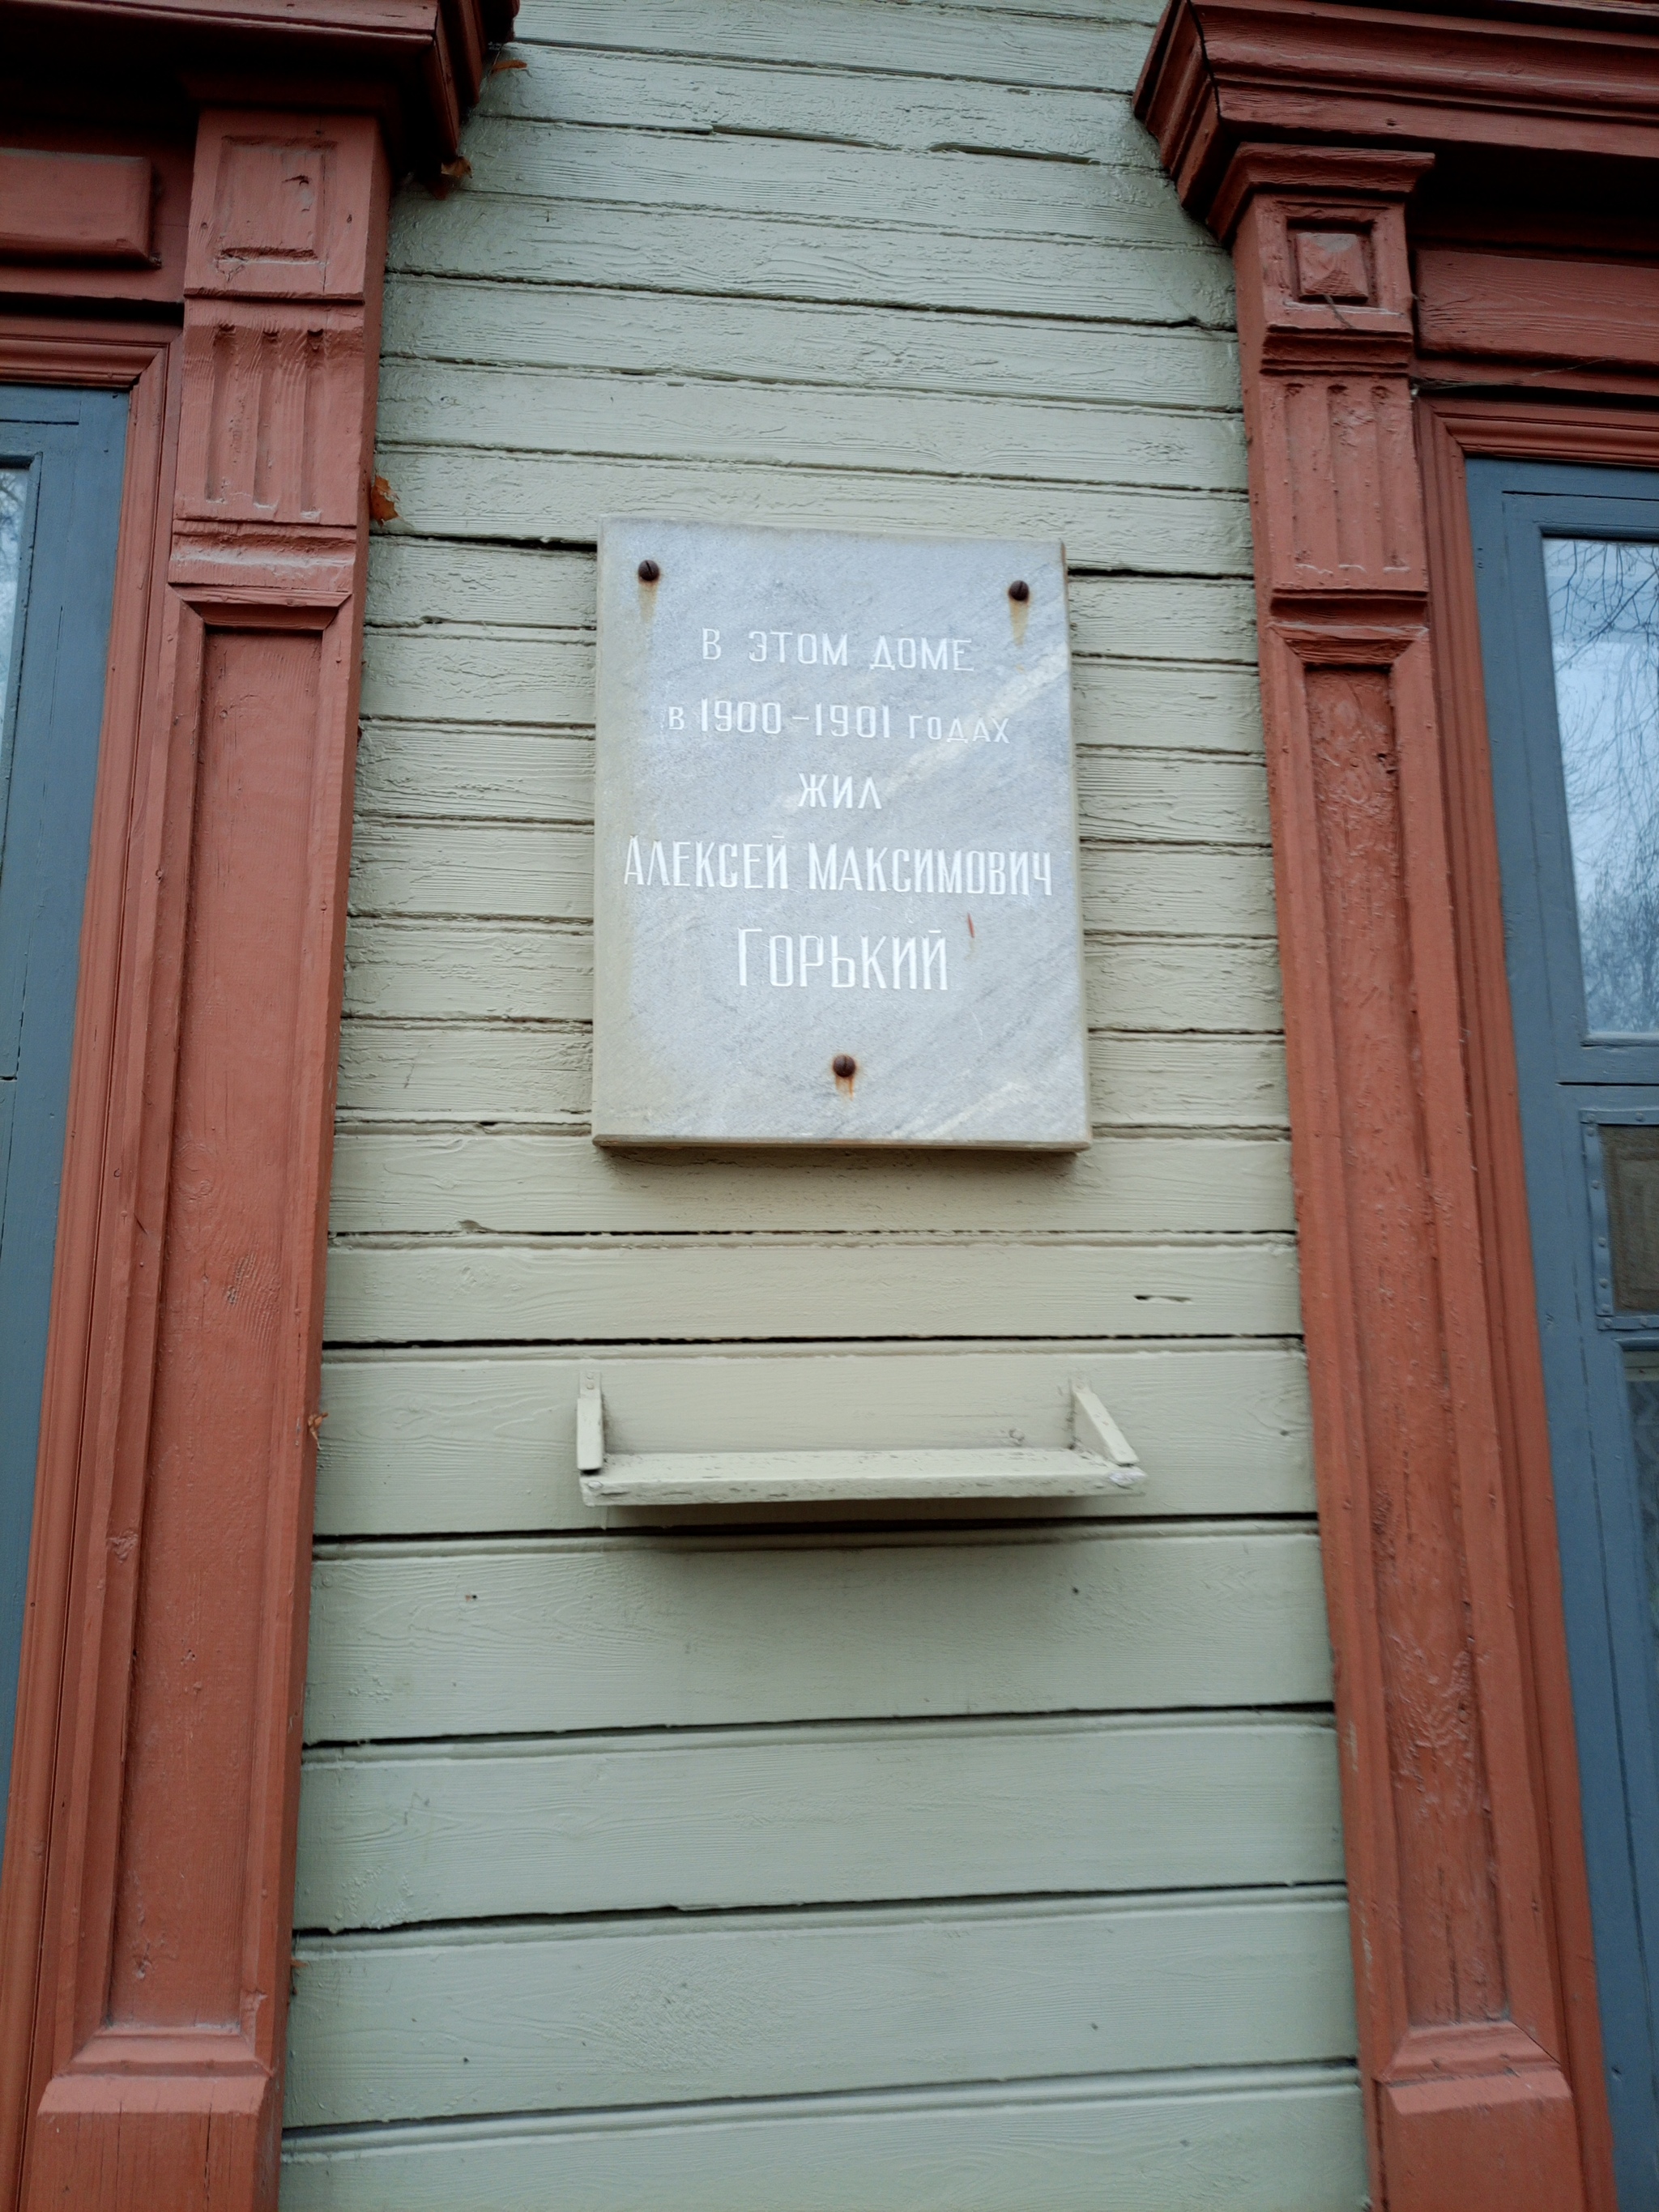 В ЭТОМ ДОМЕ
В 1900-1901 ГОДАХ
ЖИЛ
АЛЕКСЕЙ МАКСИМОВИЧ
ГОРЬКИЙ